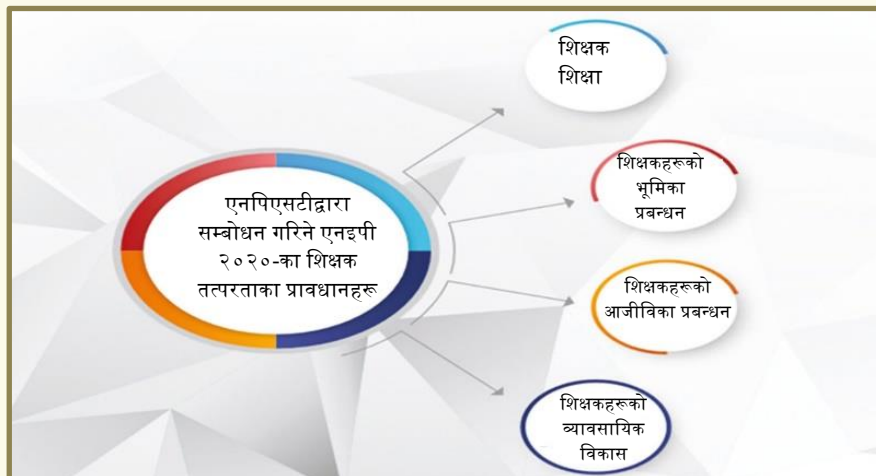 एनपिएसटीद्वारा
सम्बोधन गरिने एनइपी
२०२०-का शिक्षक
तत्परताका प्रावधानहरू
शिक्षक
शिक्षा
शिक्षकहरूको
भूमिका
प्रबन्धन
शिक्षकहरूको
आजीविका प्रबन्धन
शिक्षकहरूको
व्यावसायिक
विकास